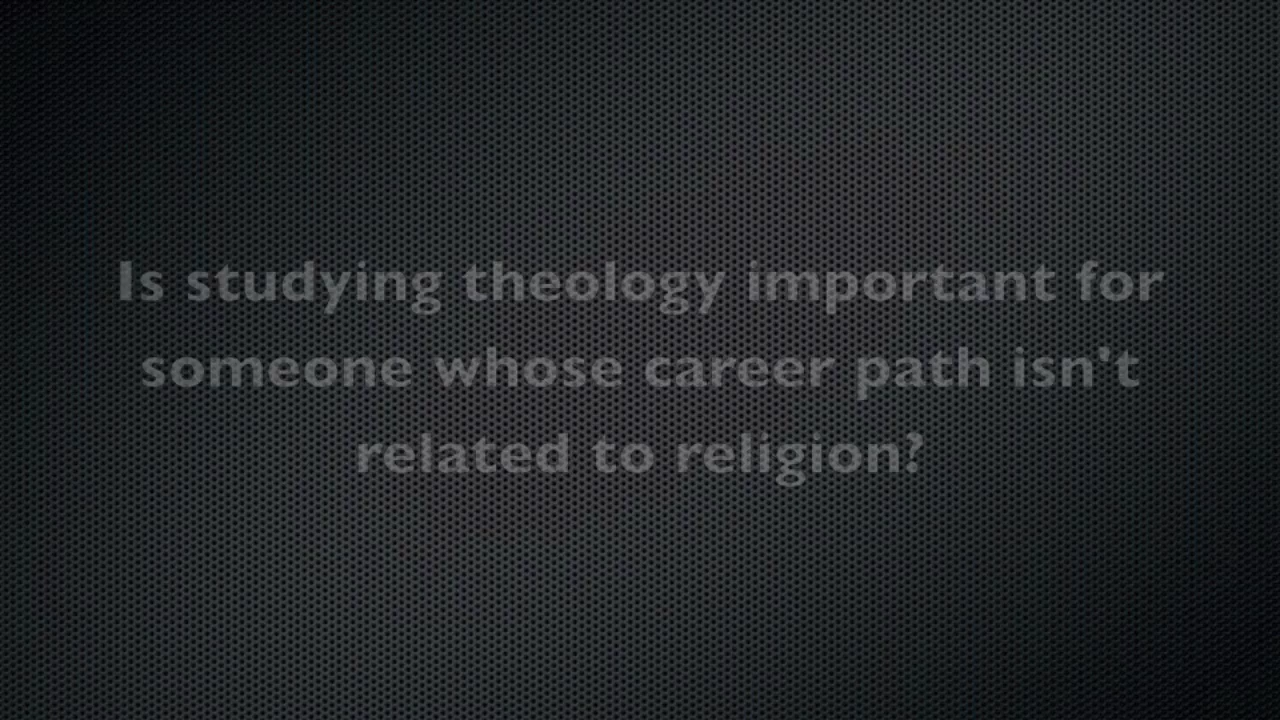 Is studying theology important for
someone whose career path isn't
related to religion?